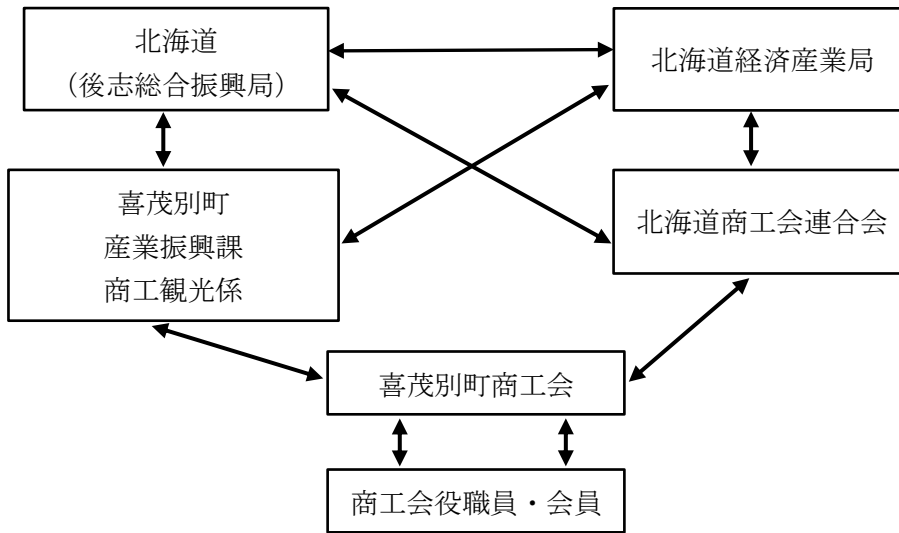 北海道
(後志総合振興局)
北海道経済産業局
喜茂別町
産業振興課
商工観光係
北海道商工会連合会
喜茂別町商工会
商工会役職員・会員